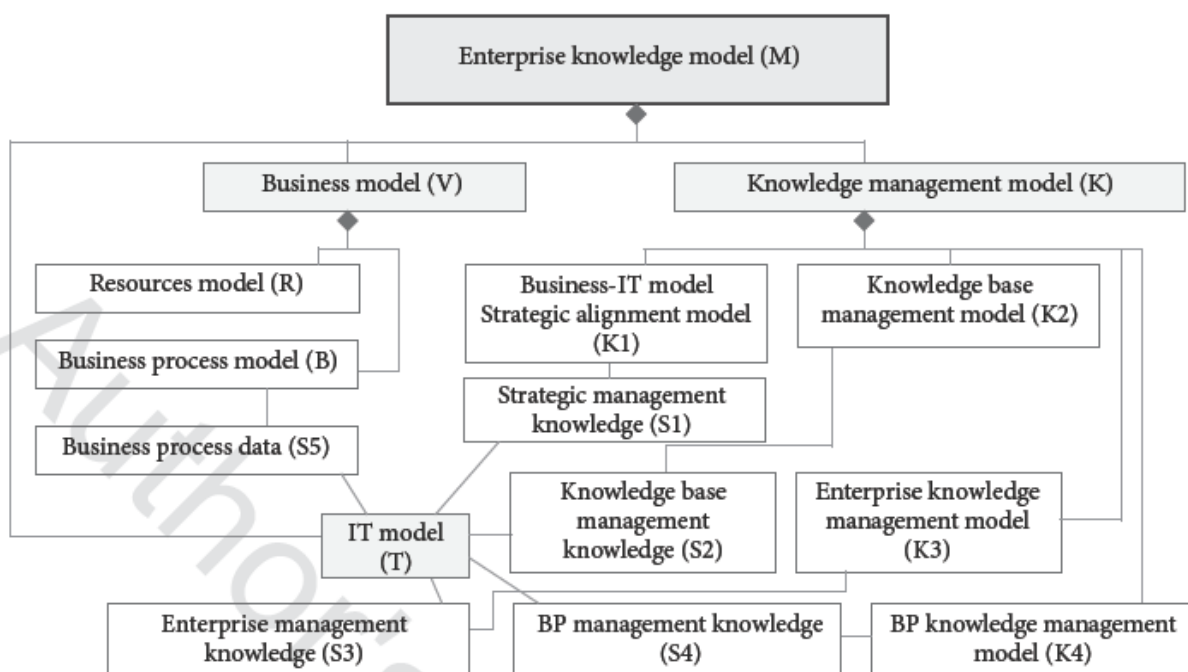 Enterprise knowledge model (M)
Business model (V)
Knowledge management model (K)
Resources model (R)
Business-IT model
Strategic alignment model
(K1)
Knowledge base
management model (K2)
Business process model (B)
Strategic management
knowledge (S1)
Business process data (S5)
Knowledge base
management
knowledge (S2)
Enterprise knowledge
management model
(K3)
IT model
(T)
Enterprise management
knowledge (S3)
BP management knowledge
(S4)
BP knowledge management
model (K4)
Author's